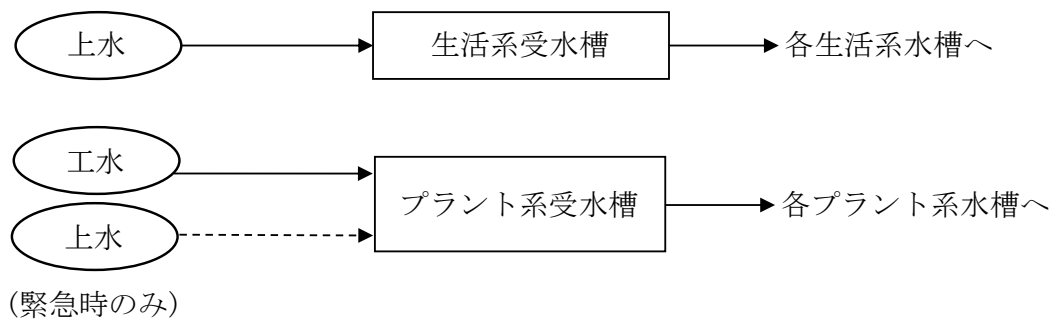 上水
生活系受水槽
各生活系水槽へ
工水
プラント系受水槽
各プラント系水槽へ
上水
(緊急時のみ)